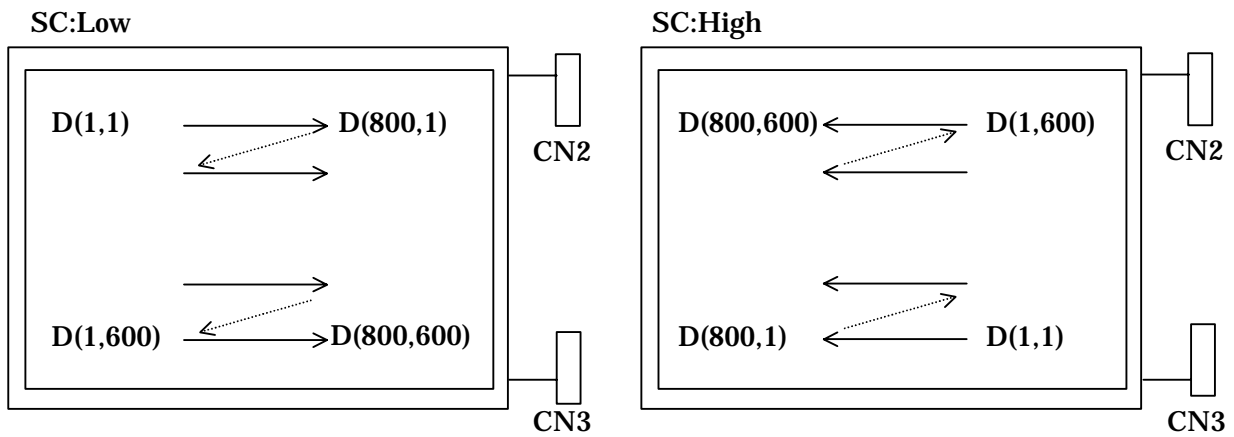 SC:Low
D(1,1) D(800,1)
CN2
D(1,600) D(800,600)
CN3
SC:High
D(800,600) D(1,600)
CN2
D(800,1) D(1,1)
CN3